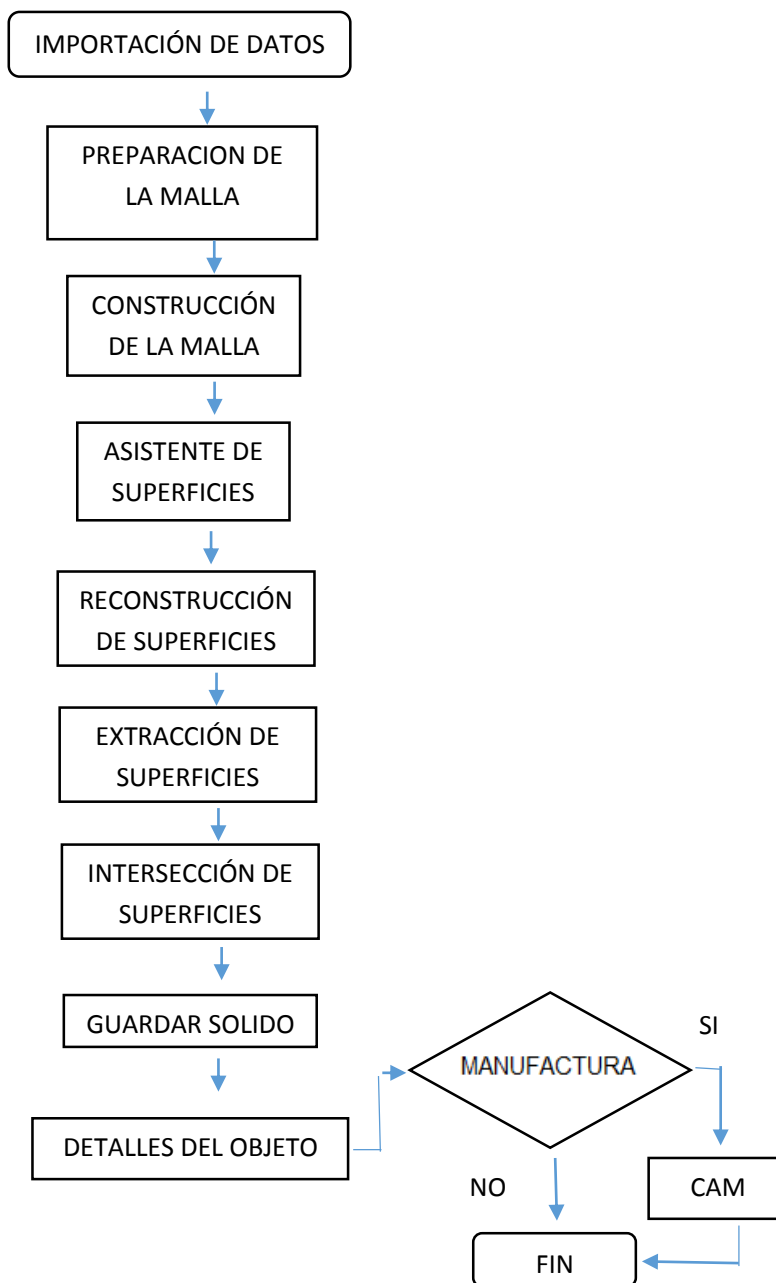 IMPORTACIÓN DE DATOS
PREPARACION DE
LA MALLA
CONSTRUCCIÓN
DE LA MALLA
ASISTENTE DE
SUPERFICIES
RECONSTRUCCIÓN
DE SUPERFICIES
EXTRACCIÓN DE
SUPERFICIES
INTERSECCIÓN DE
SUPERFICIES
GUARDAR SOLIDO
DETALLES DEL OBJETO
MANUFACTURA
SI
NO
CAM
FIN